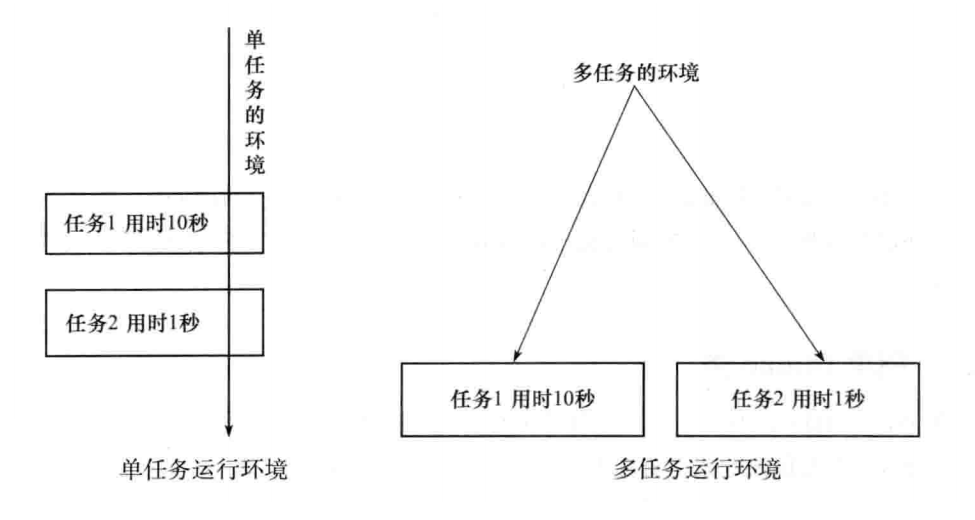 单任务的环境
任务1 用时10秒
任务2 用时1秒
单任务运行环境
多任务的环境
任务1 用时10秒
任务2 用时1秒
多任务运行环境